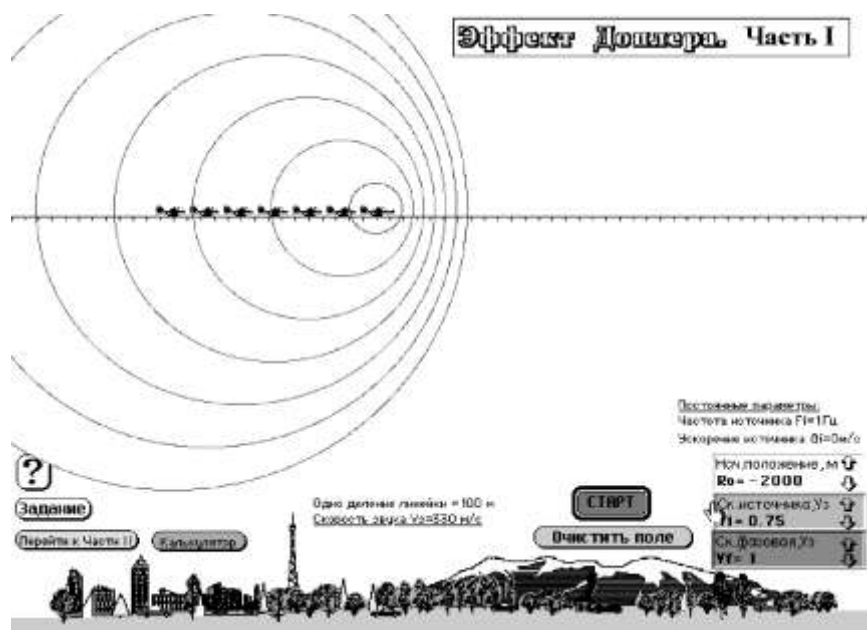 Эффект Доплера. Часть I
Постоянные параметры:
Частота источника Fi=1Гц
Ускорение источника ai=0м/с
Нач.положение, м
Ro= - 2000
?
Задание
Одно деление линейки = 100 м
Скорость звука Vз=330 м/с
СТАРТ
Ск.источника,Vз
Vi= 0,75
Перейти к Части II
Калькулятор
Очистить поле
Ск.фазовая,Vз
Vf= 1